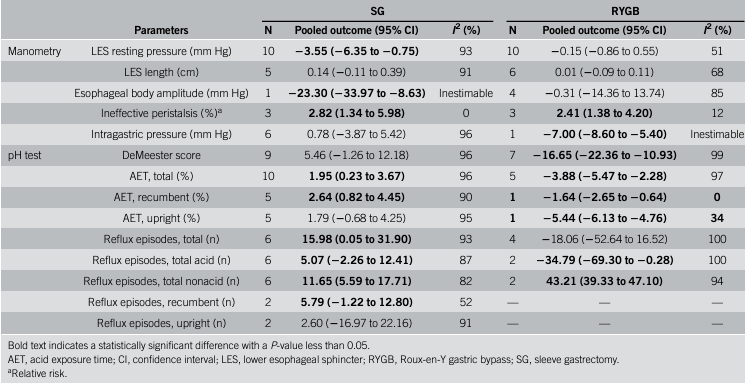 SG RYGB
Parameters N Pooled outcome (95% CI) I² (%) N Pooled outcome (95% CI) I² (%)
Manometry LES resting pressure (mm Hg) 10 −3.55 (−6.35 to −0.75) 93 10 −0.15 (−0.86 to 0.55) 51
LES length (cm) 5 0.14 (−0.11 to 0.39) 91 6 0.01 (−0.09 to 0.11) 68
Esophageal body amplitude (mm Hg) 1 −23.30 (−33.97 to −8.63) Inestimable 4 −0.31 (−14.36 to 13.74) 85
Ineffective peristalsis (%)ᵃ 3 2.82 (1.34 to 5.98) 0 3 2.41 (1.38 to 4.20) 12
Intragastric pressure (mm Hg) 6 0.78 (−3.87 to 5.42) 96 1 −7.00 (−8.60 to −5.40) Inestimable
pH test DeMeester score 9 5.46 (−1.26 to 12.18) 96 7 −16.65 (−22.36 to −10.93) 99
AET, total (%) 10 1.95 (0.23 to 3.67) 96 5 −3.88 (−5.47 to −2.28) 97
AET, recumbent (%) 5 2.64 (0.82 to 4.45) 90 1 −1.64 (−2.65 to −0.64) 0
AET, upright (%) 5 1.79 (−0.68 to 4.25) 95 1 −5.44 (−6.13 to −4.76) 34
Reflux episodes, total (n) 6 15.98 (0.05 to 31.90) 93 4 −18.06 (−52.64 to 16.52) 100
Reflux episodes, total acid (n) 6 5.07 (−2.26 to 12.41) 87 2 −34.79 (−69.30 to −0.28) 100
Reflux episodes, total nonacid (n) 6 11.65 (5.59 to 17.71) 82 2 43.21 (39.33 to 47.10) 94
Reflux episodes, recumbent (n) 2 5.79 (−1.22 to 12.80) 52 — — —
Reflux episodes, upright (n) 2 2.60 (−16.97 to 22.16) 91 — — —
Bold text indicates a statistically significant difference with a P-value less than 0.05.
AET, acid exposure time; CI, confidence interval; LES, lower esophageal sphincter; RYGB, Roux-en-Y gastric bypass; SG, sleeve gastrectomy.
ᵃRelative risk.